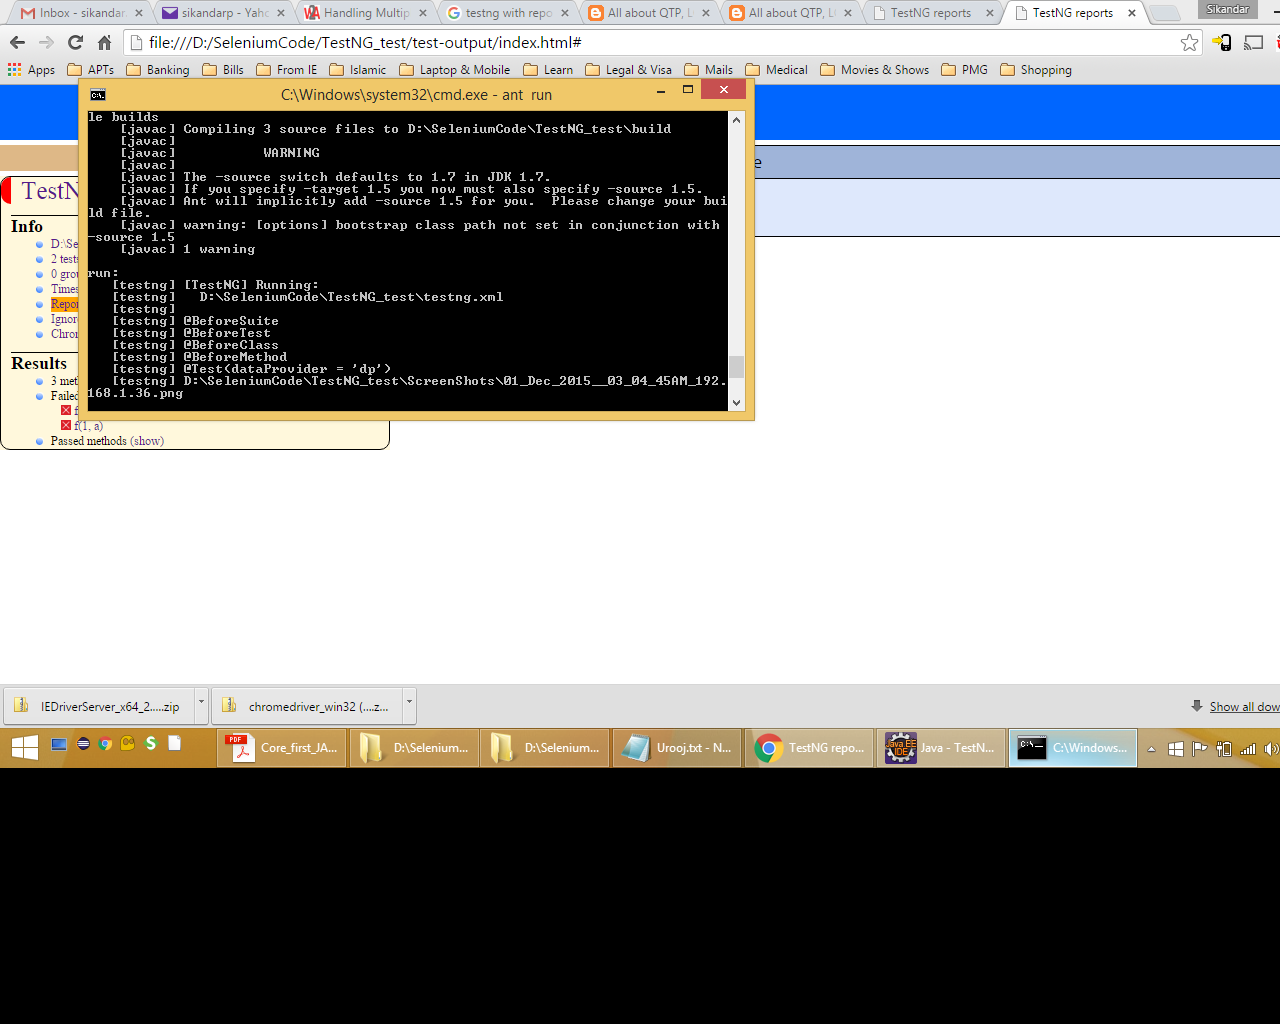 Inbox - sikandar.
sikandarp - Yaho
Handling Multip
testng with repo
All about QTP, L
All about QTP, L
TestNG reports
TestNG reports
Sikandar
file:///D:/SeleniumCode/TestNG_test/test-output/index.html#
Apps
APTs
Banking
Bills
From IE
Islamic
Laptop & Mobile
Learn
Legal & Visa
Mails
Medical
Movies & Shows
PMG
Shopping
C:\Windows\system32\cmd.exe - ant run
le builds
[javac] Compiling 3 source files to D:\SeleniumCode\TestNG_test\build
[javac]
[javac] WARNING
[javac]
[javac] The -source switch defaults to 1.7 in JDK 1.7.
[javac] If you specify -target 1.5 you now must also specify -source 1.5.
[javac] Ant will implicitly add -source 1.5 for you. Please change your bui
ld file.
[javac] warning: [options] bootstrap class path not set in conjunction with
-source 1.5
[javac] 1 warning
run:
[testng] [TestNG] Running:
[testng] D:\SeleniumCode\TestNG_test\testng.xml
[testng]
[testng] @BeforeSuite
[testng] @BeforeTest
[testng] @BeforeClass
[testng] @BeforeMethod
[testng] @Test(dataProvider = 'dp')
[testng] D:\SeleniumCode\TestNG_test\ScreenShots\01_Dec_2015__03_04_45AM_192.
168.1.36.png
e
TestN
Info
D:\Se
2 tests
0 grou
Times
Repor
Ignore
Chron
Results
3 meth
Failed
f
f(1, a)
Passed methods (show)
IEDriverServer_x64_2.....zip
chromedriver_win32 (....z...
Show all dow
Core_first_JA...
D:\Selenium...
D:\Selenium...
Urooj.txt - N...
TestNG repo...
Java - TestN...
C:\Windows...